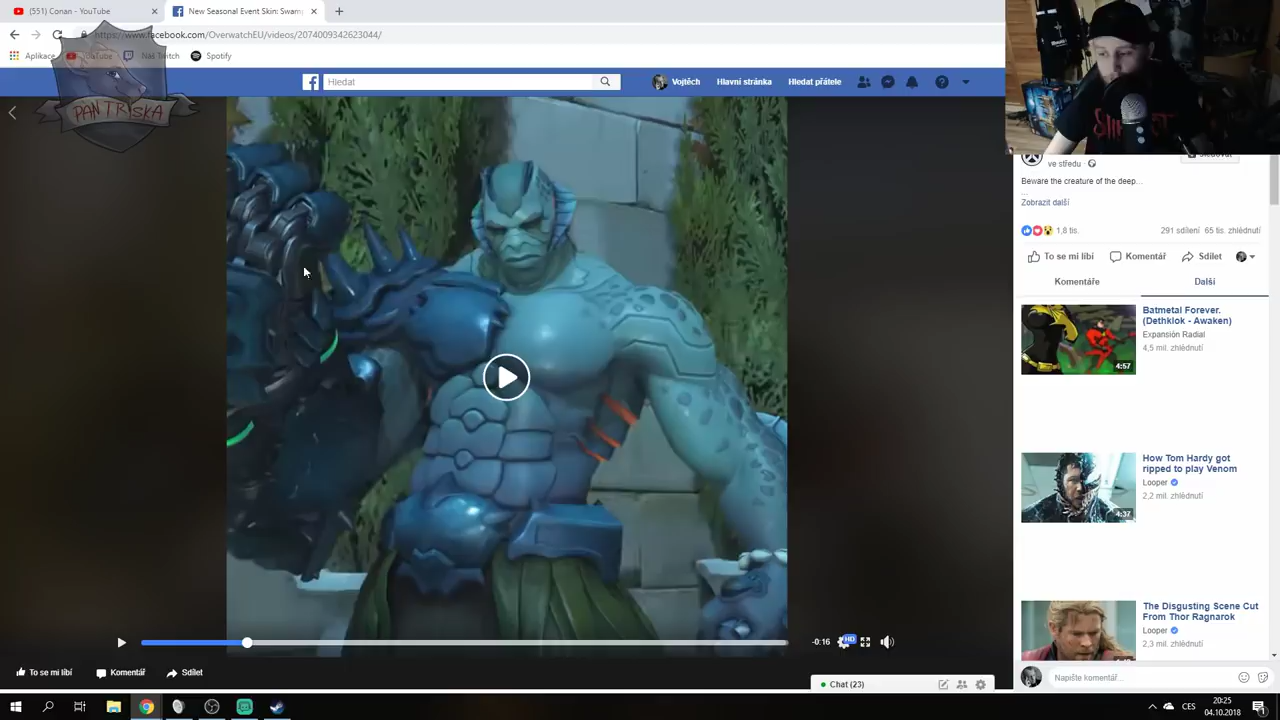 (551) Conan - YouTube
New Seasonal Event Skin: Swam
https://www.facebook.com/OverwatchEU/videos/2074009342623044/
Aplikace
YouTube
Náš Twitch
Spotify
PAN TŘÍSKA
Hledat
Vojtěch
Hlavní stránka
Hledat přátele
ve středu
Sledovat
Beware the creature of the deep...
...
Zobrazit další
1,8 tis.
291 sdílení 65 tis. zhlédnutí
To se mi líbí
Komentář
Sdílet
Komentáře
Další
Batmetal Forever.
(Dethklok - Awaken)
Expansión Radial
4,5 mil. zhlédnutí
4:57
How Tom Hardy got
ripped to play Venom
Looper
2,2 mil. zhlédnutí
4:37
The Disgusting Scene Cut
From Thor Ragnarok
Looper
2,3 mil. zhlédnutí
-0:16
HD
To se mi líbí
Komentář
Sdílet
Chat (23)
Napište komentář...
CES
20:25
04.10.2018
1